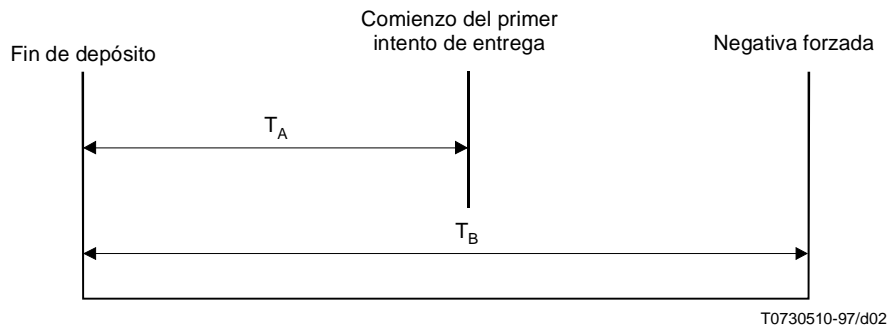 Fin de depósito
Comienzo del primer
intento de entrega
Negativa forzada
TA
TB
T0730510-97/d02